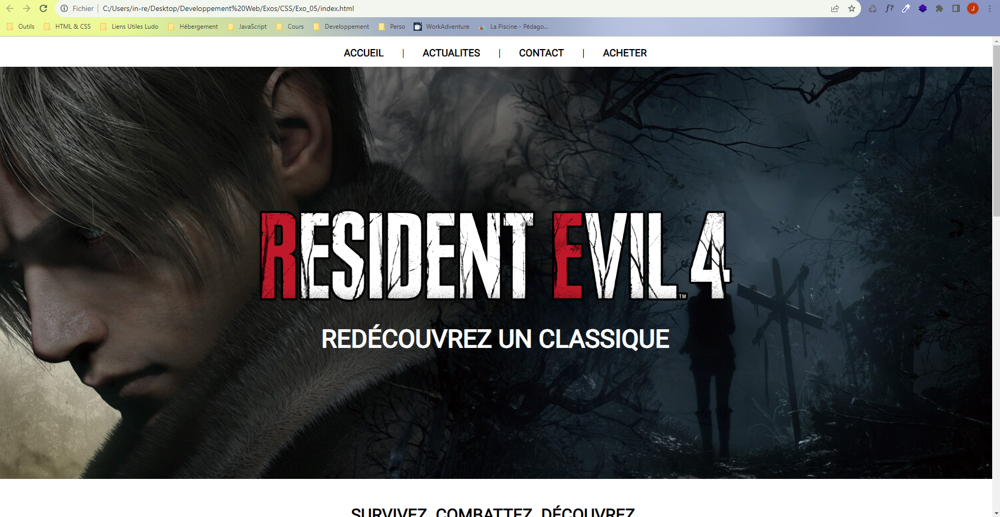 Fichier | C:/Users/in-re/Desktop/Developpement%20Web/Exos/CSS/Exo_05/index.html
f?
J
Outils HTML & CSS Liens Utiles Ludo Hébergement JavaScript Cours Developpement Perso WorkAdventure La Piscine - Pédago...
ACCUEIL | ACTUALITES | CONTACT | ACHETER
RESIDENT EVIL 4
TM
REDÉCOUVREZ UN CLASSIQUE
SURVIVEZ, COMBATTEZ, DÉCOUVREZ